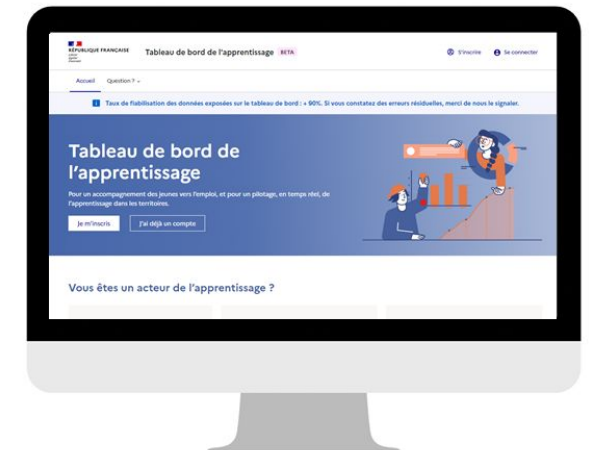 RÉPUBLIQUE FRANÇAISE
Tableau de bord de l'apprentissage BETA
S'inscrire
Se connecter
Accueil
Question ?
Taux de fiabilisation des données exposées sur le tableau de bord : + 90%. Si vous constatez des erreurs résiduelles, merci de nous le signaler.
Tableau de bord de
l'apprentissage
Pour un accompagnement des jeunes vers l'emploi, et pour un pilotage, en temps réel, de
l'apprentissage dans les territoires.
Je m'inscris
J'ai déjà un compte
Vous êtes un acteur de l'apprentissage ?